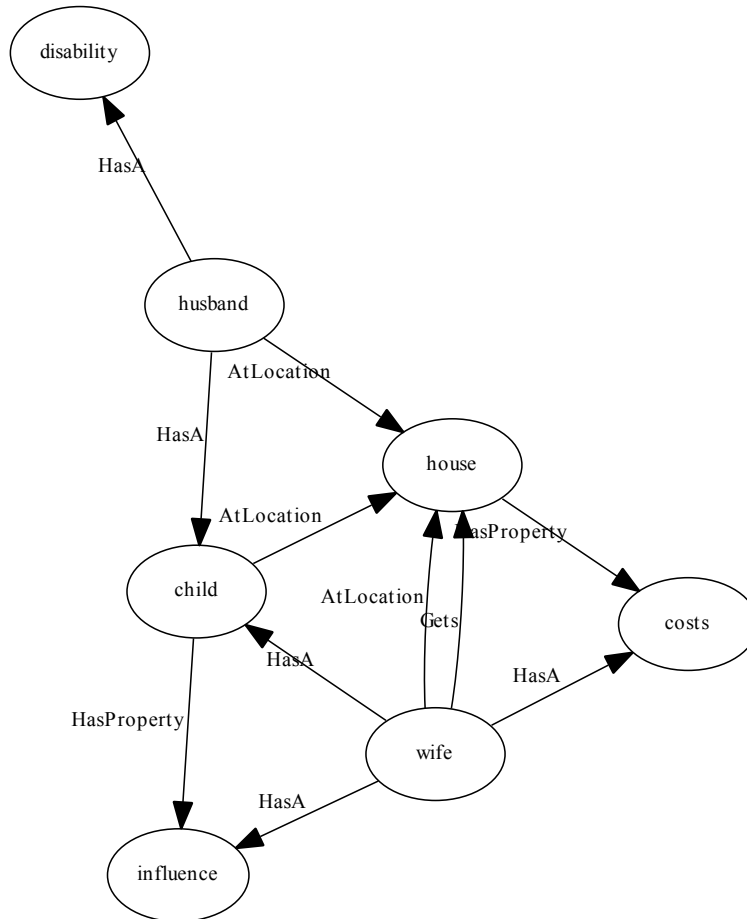 disability
HasA
husband
AtLocation
HasA
house
AtLocation
HasProperty
child
AtLocation
Gets
costs
HasA
HasA
HasProperty
wife
HasA
influence